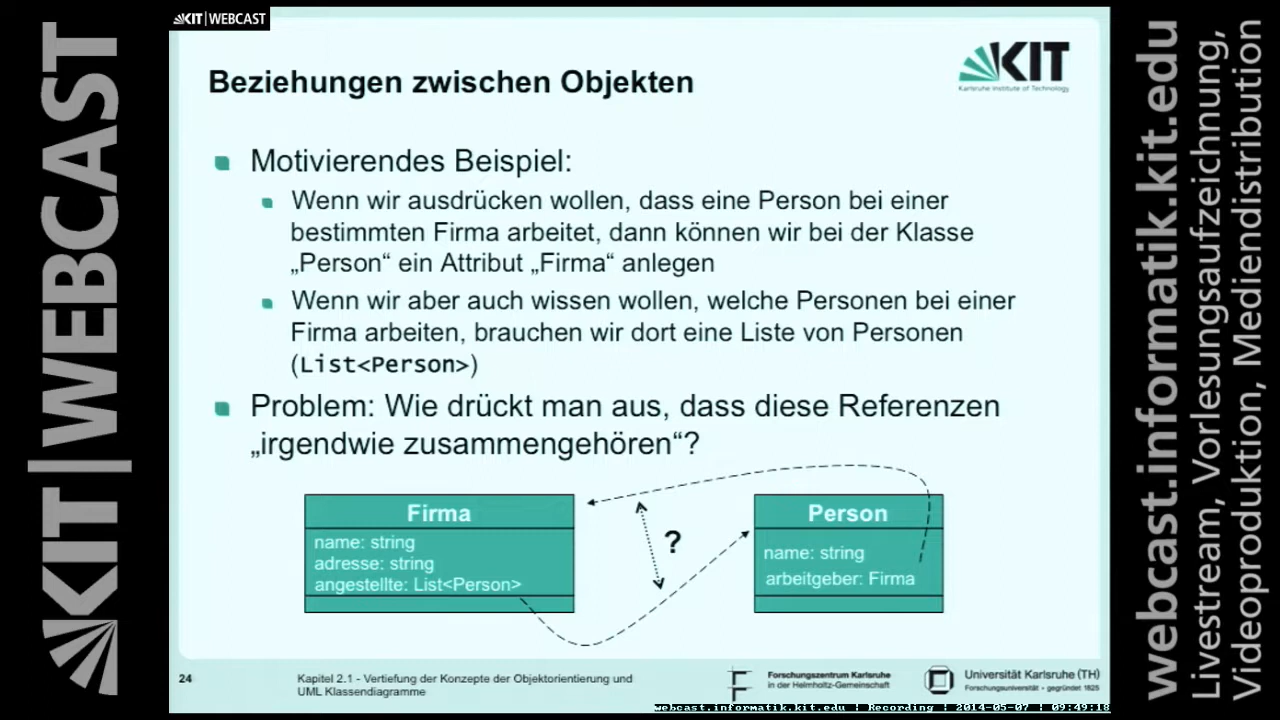 KIT | WEBCAST
KIT|WEBCAST
Beziehungen zwischen Objekten
KIT
Karlsruhe Institute of Technology
Motivierendes Beispiel:
Wenn wir ausdrücken wollen, dass eine Person bei einer
bestimmten Firma arbeitet, dann können wir bei der Klasse
„Person“ ein Attribut „Firma“ anlegen
Wenn wir aber auch wissen wollen, welche Personen bei einer
Firma arbeiten, brauchen wir dort eine Liste von Personen
(List<Person>)
Problem: Wie drückt man aus, dass diese Referenzen
„irgendwie zusammengehören“?
Firma
name: string
adresse: string
angestellte: List<Person>
?
Person
name: string
arbeitgeber: Firma
24
Kapitel 2.1 - Vertiefung der Konzepte der Objektorientierung und
UML Klassendiagramme
Forschungszentrum Karlsruhe
in der Helmholtz-Gemeinschaft
Universität Karlsruhe (TH)
Forschungsuniversität - gegründet 1825
webcast.informatik.kit.edu | Recording | 2014-05-07 | 09:49:18
webcast.informatik.kit.edu
Livestream, Vorlesungsaufzeichnung,
Videoproduktion, Mediendistribution